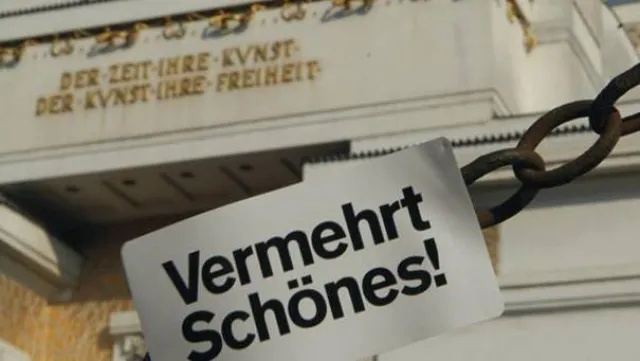 DER·ZEIT·IHRE·KVNST·
DER·KVNST·IHRE·FREIHEIT·
Vermehrt
Schönes!